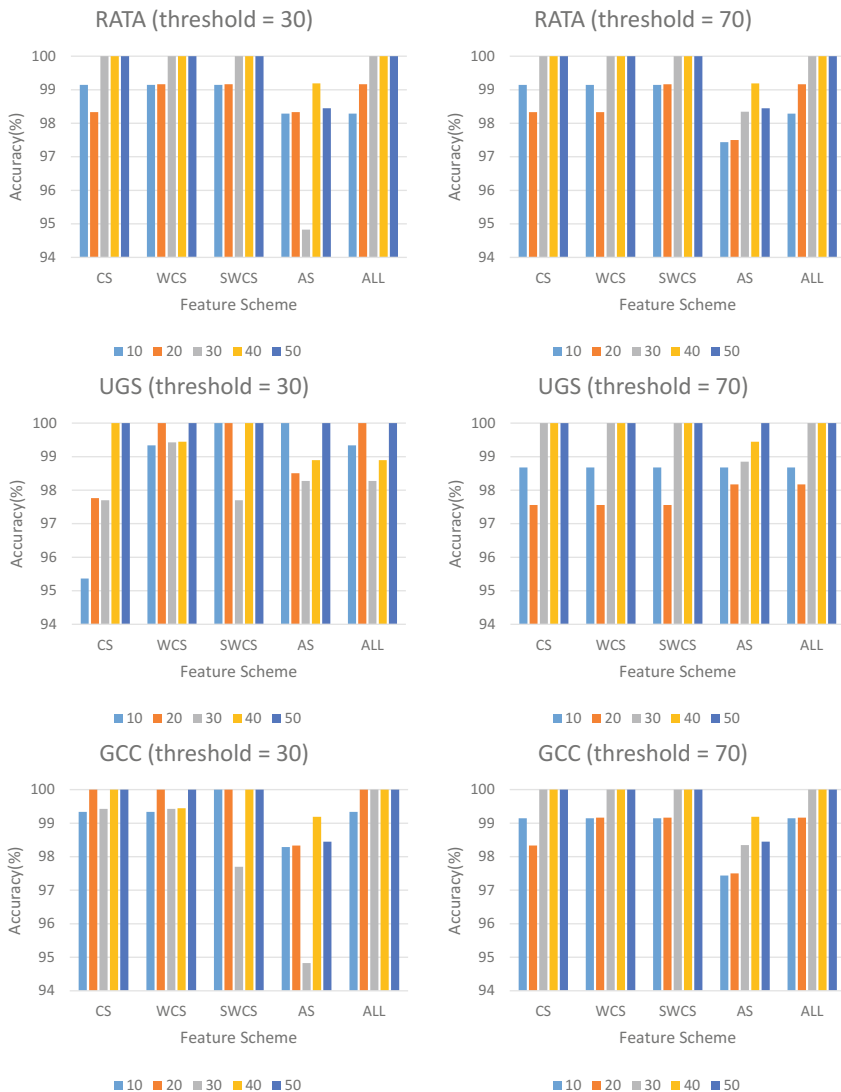 RATA (threshold = 30)
100
99
98
97
96
95
94
Accuracy(%)
CS WCS SWCS AS ALL
Feature Scheme
10 20 30 40 50
RATA (threshold = 70)
100
99
98
97
96
95
94
Accuracy(%)
CS WCS SWCS AS ALL
Feature Scheme
10 20 30 40 50
UGS (threshold = 30)
100
99
98
97
96
95
94
Accuracy(%)
CS WCS SWCS AS ALL
Feature Scheme
10 20 30 40 50
UGS (threshold = 70)
100
99
98
97
96
95
94
Accuracy(%)
CS WCS SWCS AS ALL
Feature Scheme
10 20 30 40 50
GCC (threshold = 30)
100
99
98
97
96
95
94
Accuracy(%)
CS WCS SWCS AS ALL
Feature Scheme
10 20 30 40 50
GCC (threshold = 70)
100
99
98
97
96
95
94
Accuracy(%)
CS WCS SWCS AS ALL
Feature Scheme
10 20 30 40 50